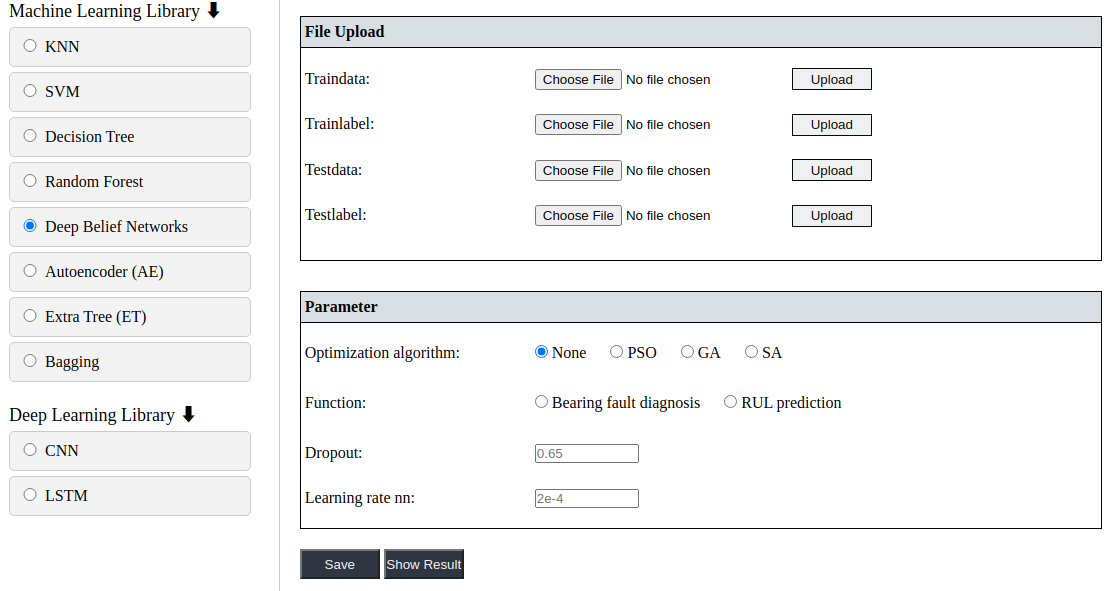 Machine Learning Library ⬇
KNN
SVM
Decision Tree
Random Forest
Deep Belief Networks
Autoencoder (AE)
Extra Tree (ET)
Bagging
Deep Learning Library ⬇
CNN
LSTM
File Upload
Traindata: Choose File No file chosen Upload
Trainlabel: Choose File No file chosen Upload
Testdata: Choose File No file chosen Upload
Testlabel: Choose File No file chosen Upload
Parameter
Optimization algorithm: None PSO GA SA
Function: Bearing fault diagnosis RUL prediction
Dropout: 0.65
Learning rate nn: 2e-4
Save Show Result